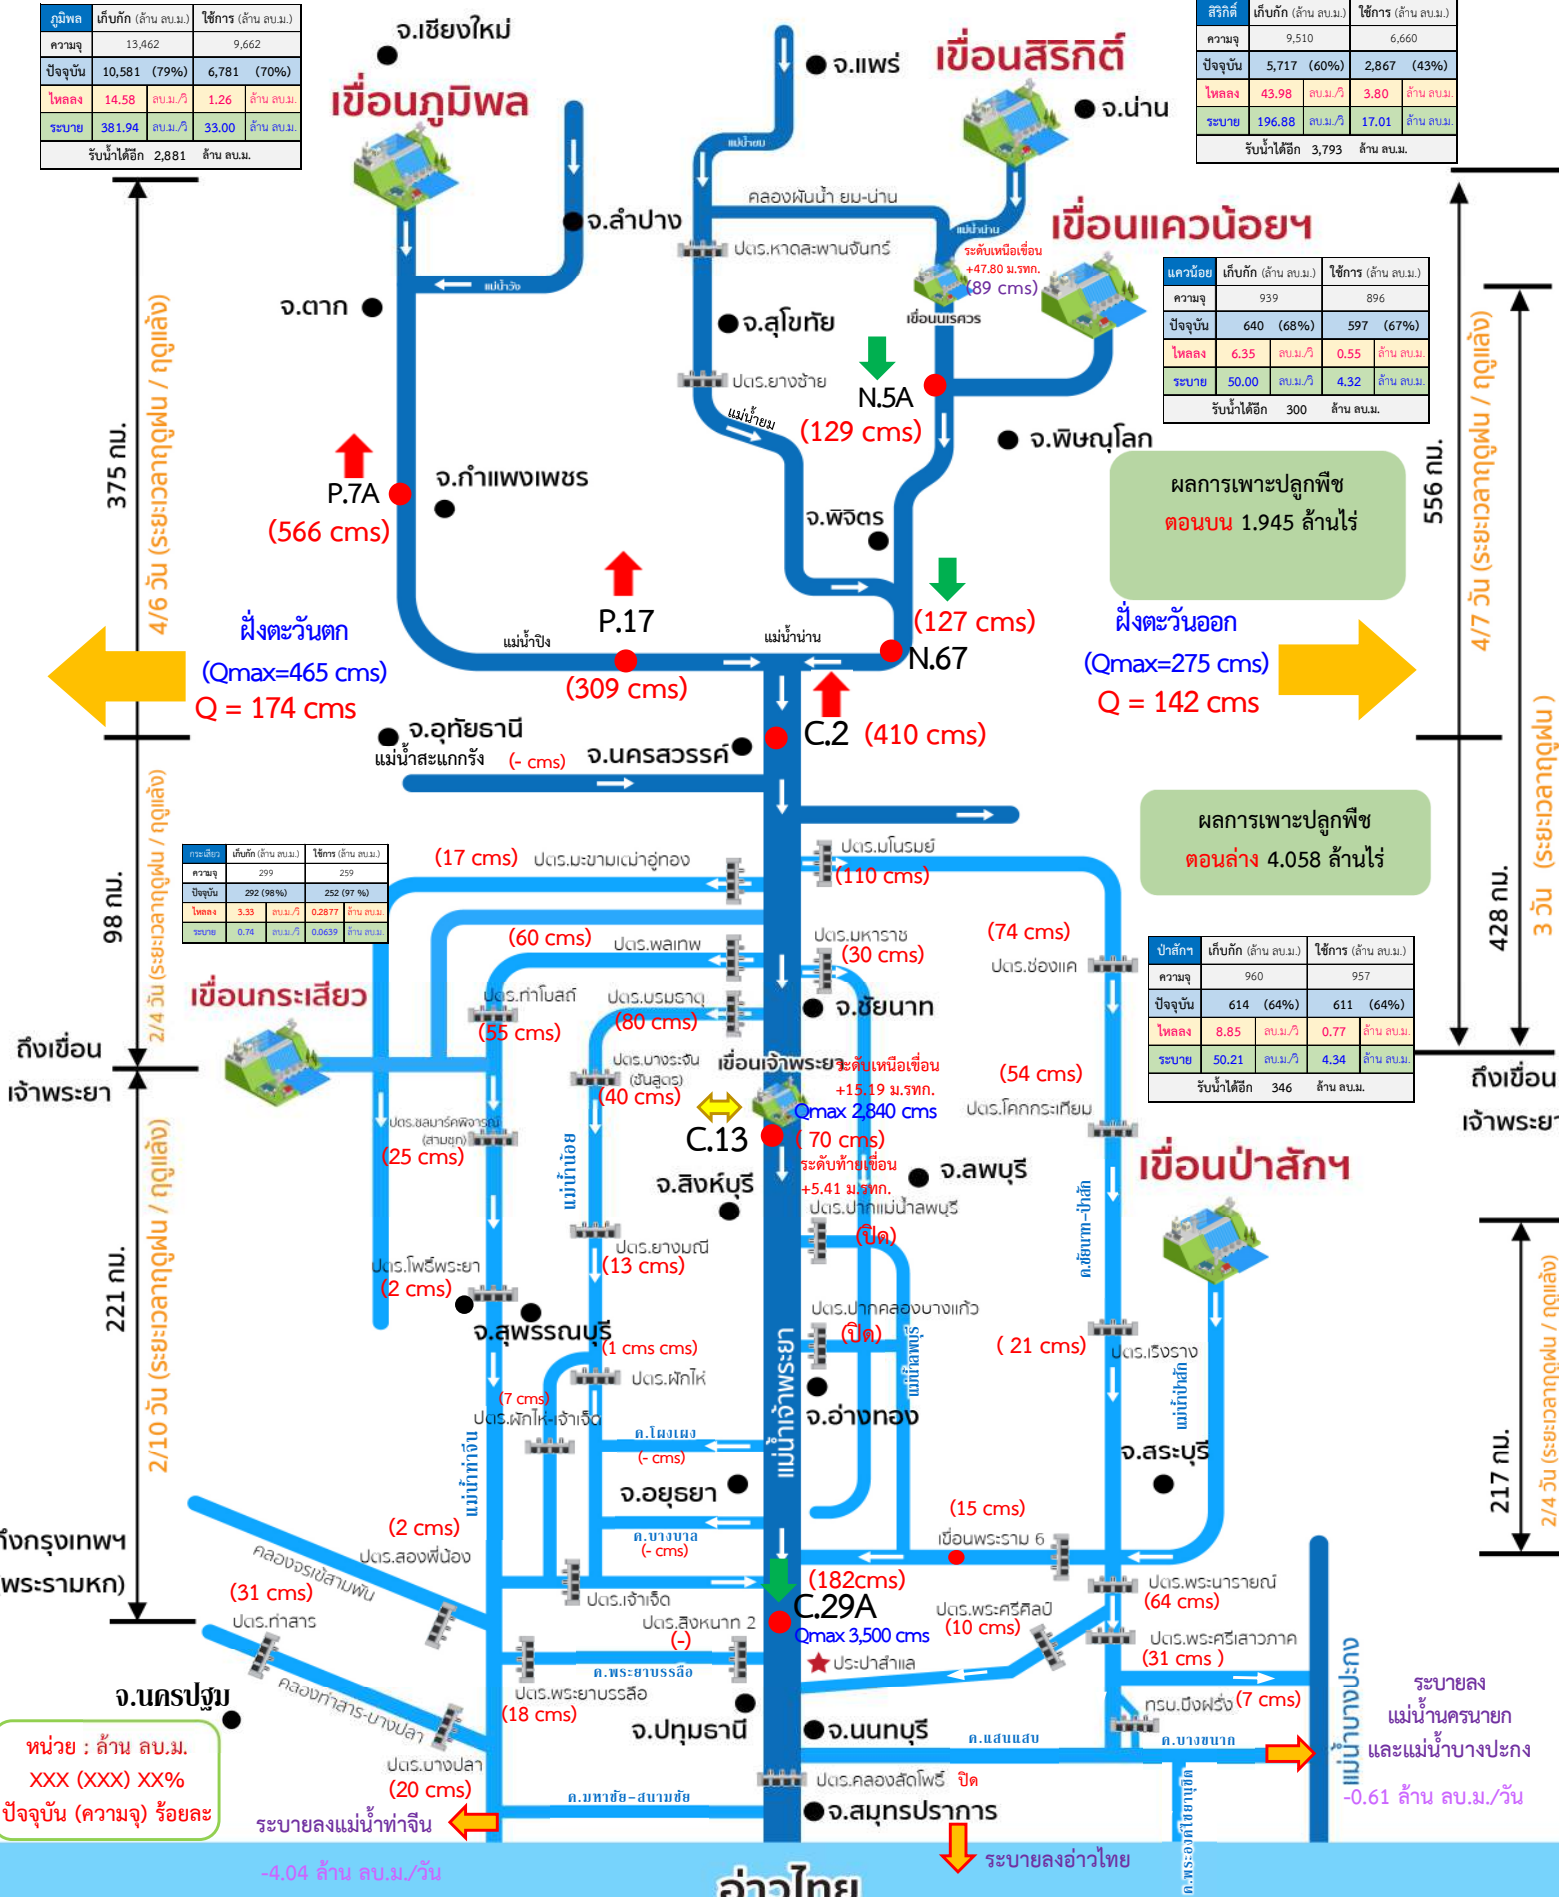 ภูมิพล เก็บกัก (ล้าน ลบ.ม.) ใช้การ (ล้าน ลบ.ม.)
ความจุ 13,462 9,662
ปัจจุบัน 10,581 (79%) 6,781 (70%)
ไหลลง 14.58 ลบ.ม./วิ 1.26 ล้าน ลบ.ม.
ระบาย 381.94 ลบ.ม./วิ 33.00 ล้าน ลบ.ม.
รับน้ำได้อีก 2,881 ล้าน ลบ.ม.
จ.เชียงใหม่
เขื่อนภูมิพล
จ.แพร่
เขื่อนสิริกิติ์
จ.น่าน
สิริกิติ์ เก็บกัก (ล้าน ลบ.ม.) ใช้การ (ล้าน ลบ.ม.)
ความจุ 9,510 6,660
ปัจจุบัน 5,717 (60%) 2,867 (43%)
ไหลลง 43.98 ลบ.ม./วิ 3.80 ล้าน ลบ.ม.
ระบาย 196.88 ลบ.ม./วิ 17.01 ล้าน ลบ.ม.
รับน้ำได้อีก 3,793 ล้าน ลบ.ม.
แม่น้ำยม
คลองผันน้ำ ยม-น่าน
แม่น้ำน่าน
จ.ลำปาง
ปตร.หาดสะพานจันทร์
ระดับเหนือเขื่อน
+47.80 ม.รทก.
(89 cms)
เขื่อนนเรศวร
เขื่อนแควน้อยฯ
แควน้อย เก็บกัก (ล้าน ลบ.ม.) ใช้การ (ล้าน ลบ.ม.)
ความจุ 939 896
ปัจจุบัน 640 (68%) 597 (67%)
ไหลลง 6.35 ลบ.ม./วิ 0.55 ล้าน ลบ.ม.
ระบาย 50.00 ลบ.ม./วิ 4.32 ล้าน ลบ.ม.
รับน้ำได้อีก 300 ล้าน ลบ.ม.
แม่น้ำวัง
จ.ตาก
จ.สุโขทัย
ปตร.ยางซ้าย
แม่น้ำยม
N.5A
(129 cms)
จ.พิษณุโลก
375 กม.
4/6 วัน (ระยะเวลาฤดูฝน / ฤดูแล้ง)
P.7A
(566 cms)
จ.กำแพงเพชร
จ.พิจิตร
ผลการเพาะปลูกพืช
ตอนบน 1.945 ล้านไร่
556 กม.
4/7 วัน (ระยะเวลาฤดูฝน / ฤดูแล้ง)
ฝั่งตะวันตก
(Qmax=465 cms)
Q = 174 cms
แม่น้ำปิง
P.17
(309 cms)
แม่น้ำน่าน
(127 cms)
N.67
ฝั่งตะวันออก
(Qmax=275 cms)
Q = 142 cms
จ.อุทัยธานี
แม่น้ำสะแกกรัง (- cms)
จ.นครสวรรค์
C.2 (410 cms)
3 วัน (ระยะเวลาฤดูฝน )
428 กม.
ผลการเพาะปลูกพืช
ตอนล่าง 4.058 ล้านไร่
98 กม.
2/4 วัน (ระยะเวลาฤดูฝน / ฤดูแล้ง)
กระเสียว เก็บกัก (ล้าน ลบ.ม.) ใช้การ (ล้าน ลบ.ม.)
ความจุ 299 259
ปัจจุบัน 292 (98%) 252 (97 %)
ไหลลง 3.33 ลบ.ม./วิ 0.2877 ล้าน ลบ.ม.
ระบาย 0.74 ลบ.ม./วิ 0.0639 ล้าน ลบ.ม.
(17 cms) ปตร.มะขามเฒ่าอู่ทอง
ปตร.มโนรมย์
(110 cms)
(60 cms) ปตร.พลเทพ
ปตร.มหาราช
(30 cms)
(74 cms)
ปตร.ช่องแค
ป่าสักฯ เก็บกัก (ล้าน ลบ.ม.) ใช้การ (ล้าน ลบ.ม.)
ความจุ 960 957
ปัจจุบัน 614 (64%) 611 (64%)
ไหลลง 8.85 ลบ.ม./วิ 0.77 ล้าน ลบ.ม.
ระบาย 50.21 ลบ.ม./วิ 4.34 ล้าน ลบ.ม.
รับน้ำได้อีก 346 ล้าน ลบ.ม.
เขื่อนกระเสียว
ปตร.ท่าโบสถ์
(55 cms)
ปตร.บรมธาตุ
(80 cms)
จ.ชัยนาท
ถึงเขื่อน
เจ้าพระยา
ปตร.บางระจัน
(ชันสูตร)
(40 cms)
เขื่อนเจ้าพระยา
ระดับเหนือเขื่อน
+15.19 ม.รทก.
Qmax 2,840 cms
C.13 ( 70 cms)
ระดับท้ายเขื่อน
+5.41 ม.รทก.
(54 cms)
ปตร.โคกกระเทียม
ถึงเขื่อน
เจ้าพระยา
ปตร.ชลมาร์คพิจารณ์
(สามชุก)
(25 cms)
แม่น้ำน้อย
จ.สิงห์บุรี
จ.ลพบุรี
ปตร.ปากแม่น้ำลพบุรี
(ปิด)
เขื่อนป่าสักฯ
ค.ชัยนาท-ป่าสัก
221 กม.
2/10 วัน (ระยะเวลาฤดูฝน / ฤดูแล้ง)
ปตร.โพธิ์พระยา
(2 cms)
ปตร.ยางมณี
(13 cms)
จ.สุพรรณบุรี
ปตร.ปากคลองบางแก้ว
(ปิด)
( 21 cms)
ปตร.เริงราง
(1 cms cms)
ปตร.ผักไห่
(7 cms)
ปตร.ผักไห่-เจ้าเจ็ด
แม่น้ำเจ้าพระยา
แม่น้ำลพบุรี
แม่น้ำป่าสัก
จ.อ่างทอง
จ.สระบุรี
217 กม.
2/4 วัน (ระยะเวลาฤดูฝน / ฤดูแล้ง)
แม่น้ำท่าจีน
ค.โผงเผง
(- cms)
จ.อยุธยา
ค.บางบาล
(- cms)
(15 cms)
เขื่อนพระราม 6
ถึงกรุงเทพฯ
พระรามหก)
คลองจรเข้สามพัน
(2 cms)
ปตร.สองพี่น้อง
(31 cms)
ปตร.ท่าสาร
ปตร.เจ้าเจ็ด
(182cms)
C.29A
Qmax 3,500 cms
ปตร.สิงหนาท 2
(-)
ปตร.พระศรีศิลป์
(10 cms)
ปตร.พระนารายณ์
(64 cms)
ปตร.พระศรีเสาวภาค
(31 cms )
ประปาสำแล
ค.พระยาบรรลือ
ปตร.พระยาบรรลือ
(18 cms)
คลองท่าสาร-บางปลา
จ.นครปฐม
จ.ปทุมธานี
จ.นนทบุรี
ทรบ.บึงฝรั่ง (7 cms)
แม่น้ำบางปะกง
ระบายลง
แม่น้ำนครนายก
และแม่น้ำบางปะกง
-0.61 ล้าน ลบ.ม./วัน
หน่วย : ล้าน ลบ.ม.
XXX (XXX) XX%
ปัจจุบัน (ความจุ) ร้อยละ
ปตร.บางปลา
(20 cms)
ค.แสนแสบ
ค.บางขนาก
ปตร.คลองลัดโพธิ์ ปิด
ค.มหาชัย-สนามชัย
จ.สมุทรปราการ
ค.พระองค์ไชยานุชิต
ระบายลงแม่น้ำท่าจีน
-4.04 ล้าน ลบ.ม./วัน
ระบายลงอ่าวไทย
อ่าวไทย